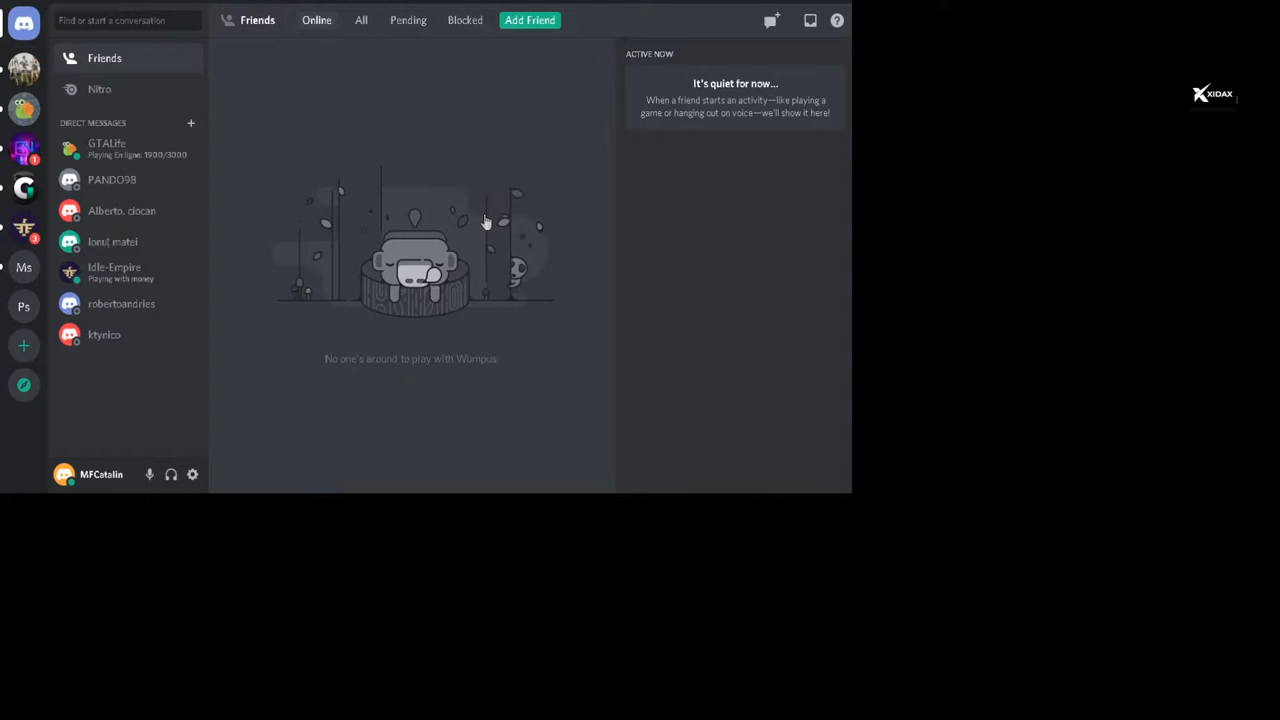 Find or start a conversation
Friends
Online
All
Pending
Blocked
Add Friend
Friends
Nitro
DIRECT MESSAGES
GTALife
Playing En ligne: 1900/3000
PANDO98
Alberto. ciocan
Ionuț matei
Idle-Empire
Playing with money
robertoandries
ktynico
1
3
Ms
Ps
MFCatalin
No one's around to play with Wumpus.
ACTIVE NOW
It's quiet for now...
When a friend starts an activity—like playing a
game or hanging out on voice—we'll show it here!
XIDAX